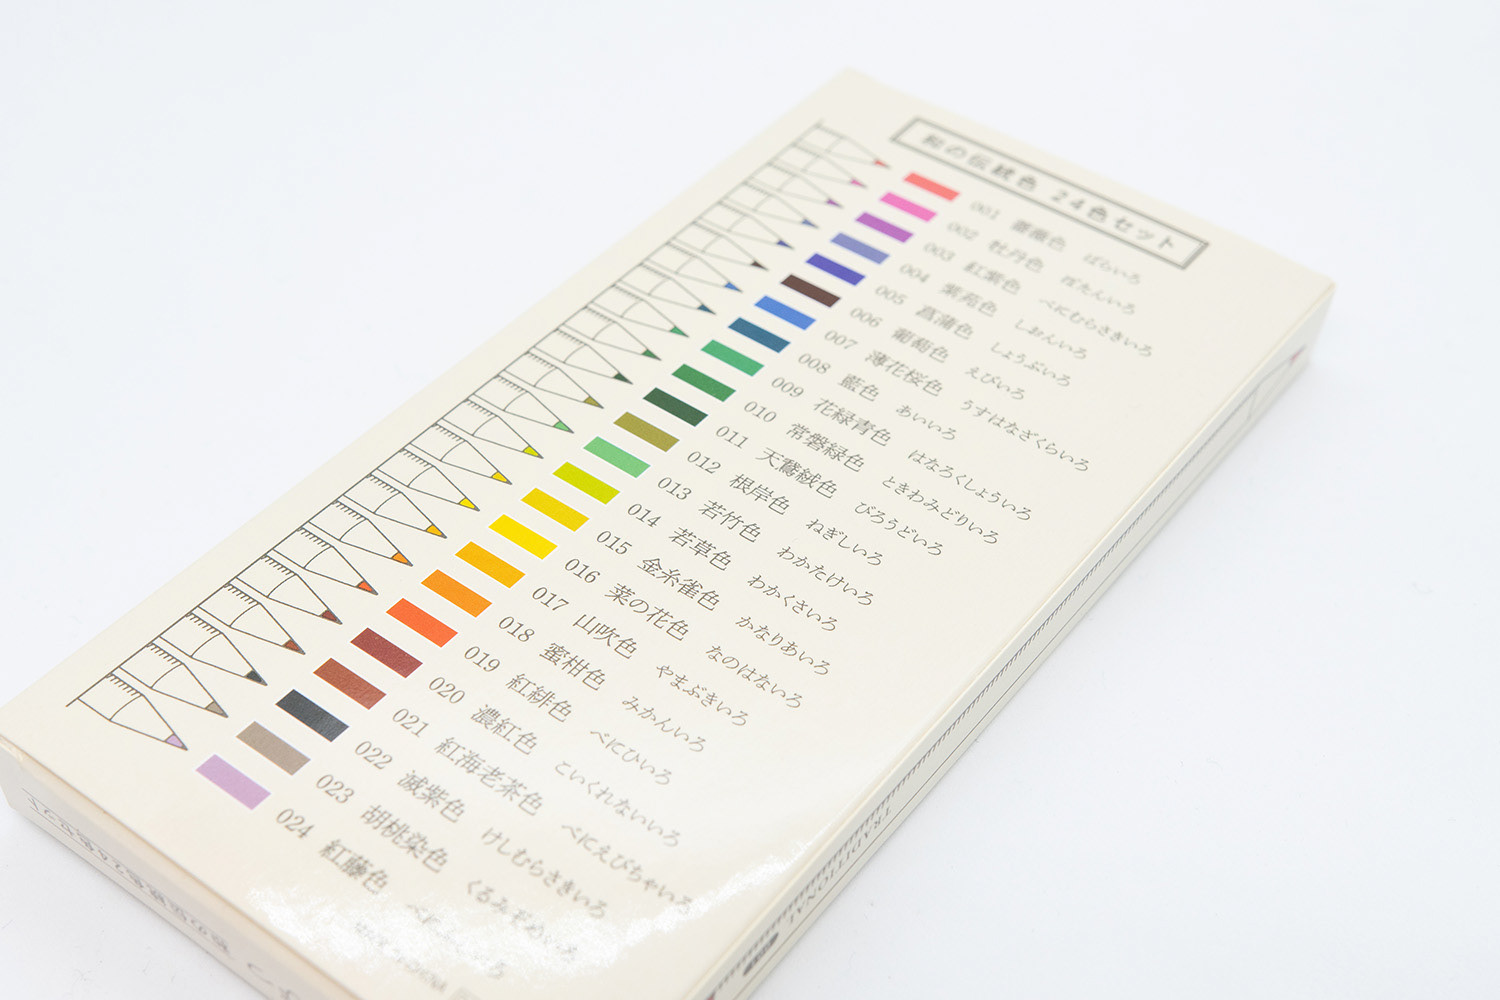 和の伝統色 24色セット
001 薔薇色 ばらいろ
002 牡丹色 ぼたんいろ
003 紅紫色 べにむらさきいろ
004 紫苑色 しおんいろ
005 菖蒲色 しょうぶいろ
006 葡萄色 えびいろ
007 薄花桜色 うすはなざくらいろ
008 藍色 あいいろ
009 花緑青色 はなろくしょういろ
010 常磐緑色 ときわみどりいろ
011 天鵞絨色 びろうどいろ
012 根岸色 ねぎしいろ
013 若竹色 わかたけいろ
014 若草色 わかくさいろ
015 金糸雀色 かなりあいろ
016 菜の花色 なのはないろ
017 山吹色 やまぶきいろ
018 蜜柑色 みかんいろ
019 紅緋色 べにひいろ
020 濃紅色 こいくれないいろ
021 紅海老茶色 べにえびちゃいろ
022 滅紫色 けしむらさきいろ
023 胡桃染色 くるみぞめいろ
024 紅藤色
TRADITIONAL